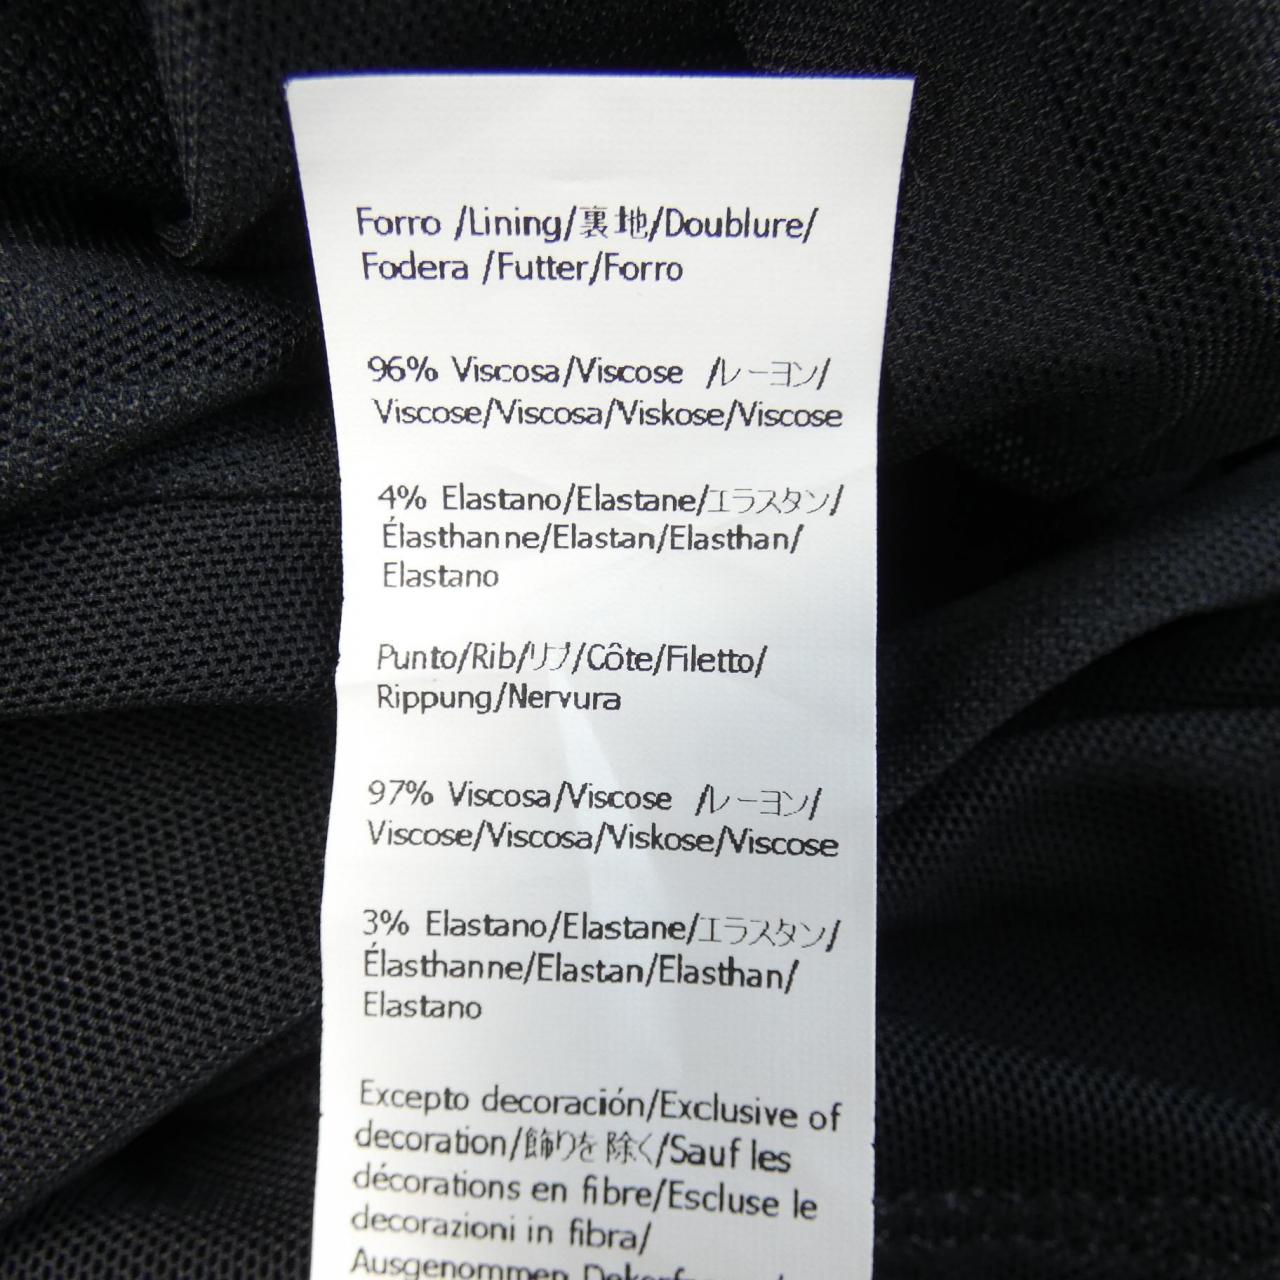 Forro /Lining/裏地/Doublure/
Fodera /Futter/Forro
96% Viscosa/Viscose /レーヨン/
Viscose/Viscosa/Viskose/Viscose
4% Elastano/Elastane/エラスタン/
Élasthanne/Elastan/Elasthan/
Elastano
Punto/Rib/リブ/Côte/Filetto/
Rippung/Nervura
97% Viscosa/Viscose /レーヨン/
Viscose/Viscosa/Viskose/Viscose
3% Elastano/Elastane/エラスタン/
Élasthanne/Elastan/Elasthan/
Elastano
Excepto decoración/Exclusive of
decoration/飾りを除く/Sauf les
décorations en fibre/Escluse le
decorazioni in fibra/
Ausgenommen